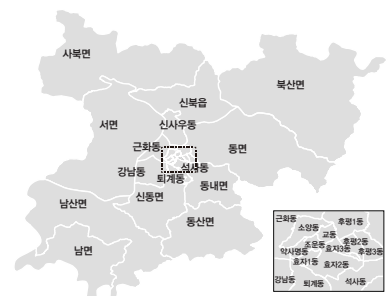 사북면
북산면
신북읍
서면
신사우동
근화동
동면
석사동
강남동
퇴계동
동내면
신동면
남산면
동산면
남면
근화동
후평1동
소양동
교동
조운동
후평2동
약사명동
효자3동
후평3동
효자1동
효자2동
강남동
퇴계동
석사동